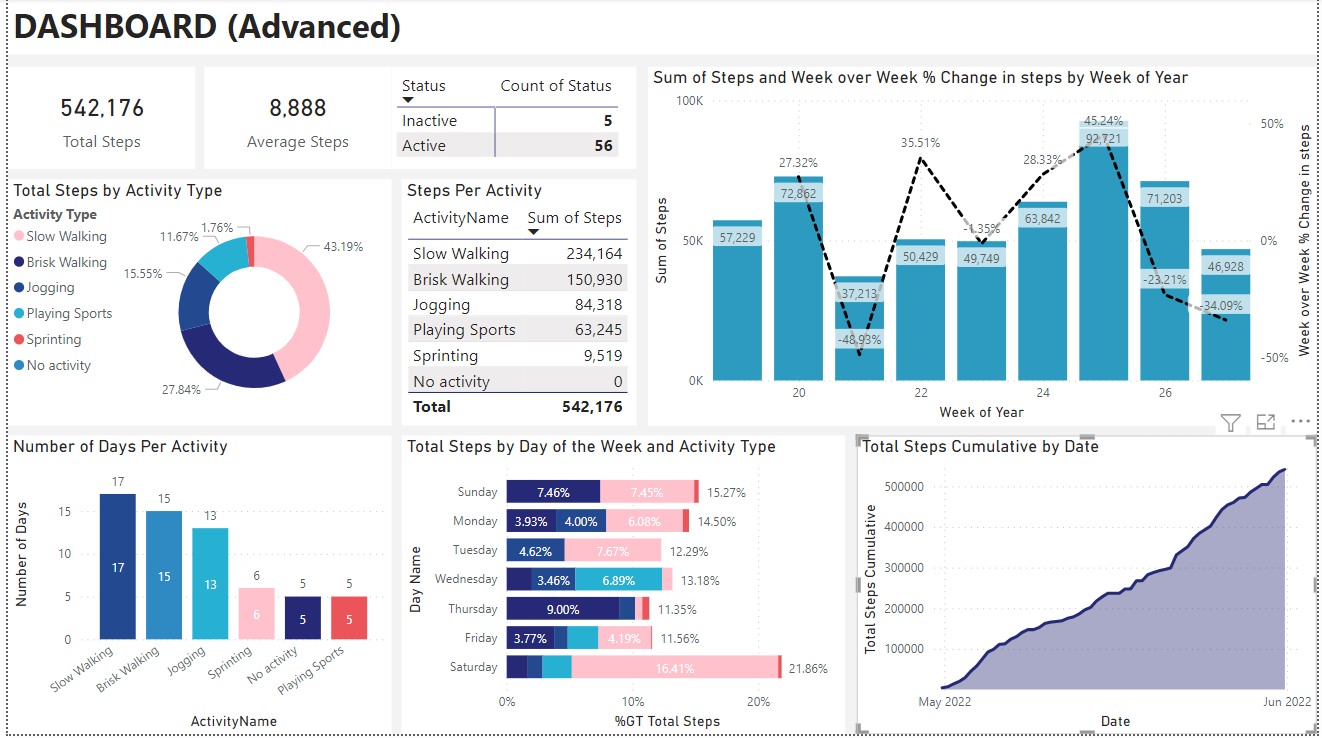 DASHBOARD (Advanced)
542,176
Total Steps
8,888
Average Steps
Status Count of Status
Inactive 5
Active 56
Total Steps by Activity Type
Activity Type
Slow Walking
Brisk Walking
Jogging
Playing Sports
Sprinting
No activity
43.19%
27.84%
15.55%
11.67%
1.76%
Steps Per Activity
ActivityName Sum of Steps
Slow Walking 234,164
Brisk Walking 150,930
Jogging 84,318
Playing Sports 63,245
Sprinting 9,519
No activity 0
Total 542,176
Sum of Steps and Week over Week % Change in steps by Week of Year
Sum of Steps
100K
50K
0K
57,229
27.32%
72,862
37,213
-48.93%
35.51%
50,429
-1.35%
49,749
28.33%
63,842
45.24%
92,721
71,203
-23.21%
46,928
-34.09%
50%
0%
-50%
Week over Week % Change in steps
20 22 24 26
Week of Year
Number of Days Per Activity
Number of Days
15
10
5
0
17 15 13 6 5 5
17 15 13 6 5 5
Slow Walking
Brisk Walking
Jogging
Sprinting
No activity
Playing Sports
ActivityName
Total Steps by Day of the Week and Activity Type
Day Name
Sunday 7.46% 7.45% 15.27%
Monday 3.93% 4.00% 6.08% 14.50%
Tuesday 4.62% 7.67% 12.29%
Wednesday 3.46% 6.89% 13.18%
Thursday 9.00% 11.35%
Friday 3.77% 4.19% 11.56%
Saturday 16.41% 21.86%
0% 10% 20%
%GT Total Steps
Total Steps Cumulative by Date
Total Steps Cumulative
500000
400000
300000
200000
100000
May 2022 Jun 2022
Date